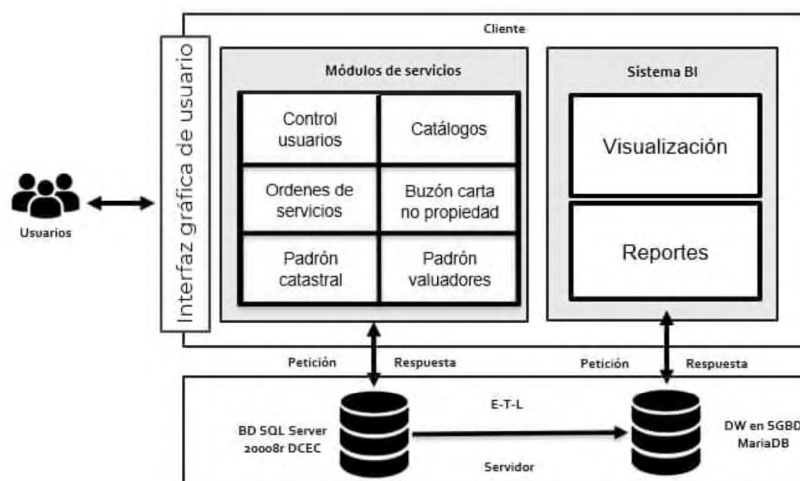 Cliente
Interfaz gráfica de usuario
Módulos de servicios
Sistema BI
Control
usuarios
Catálogos
Ordenes de
servicios
Buzón carta
no propiedad
Padrón
catastral
Padrón
valuadores
Visualización
Reportes
Usuarios
Petición
Respuesta
Petición
Respuesta
E-T-L
BD SQL Server
20008r DCEC
DW en SGBD
MariaDB
Servidor